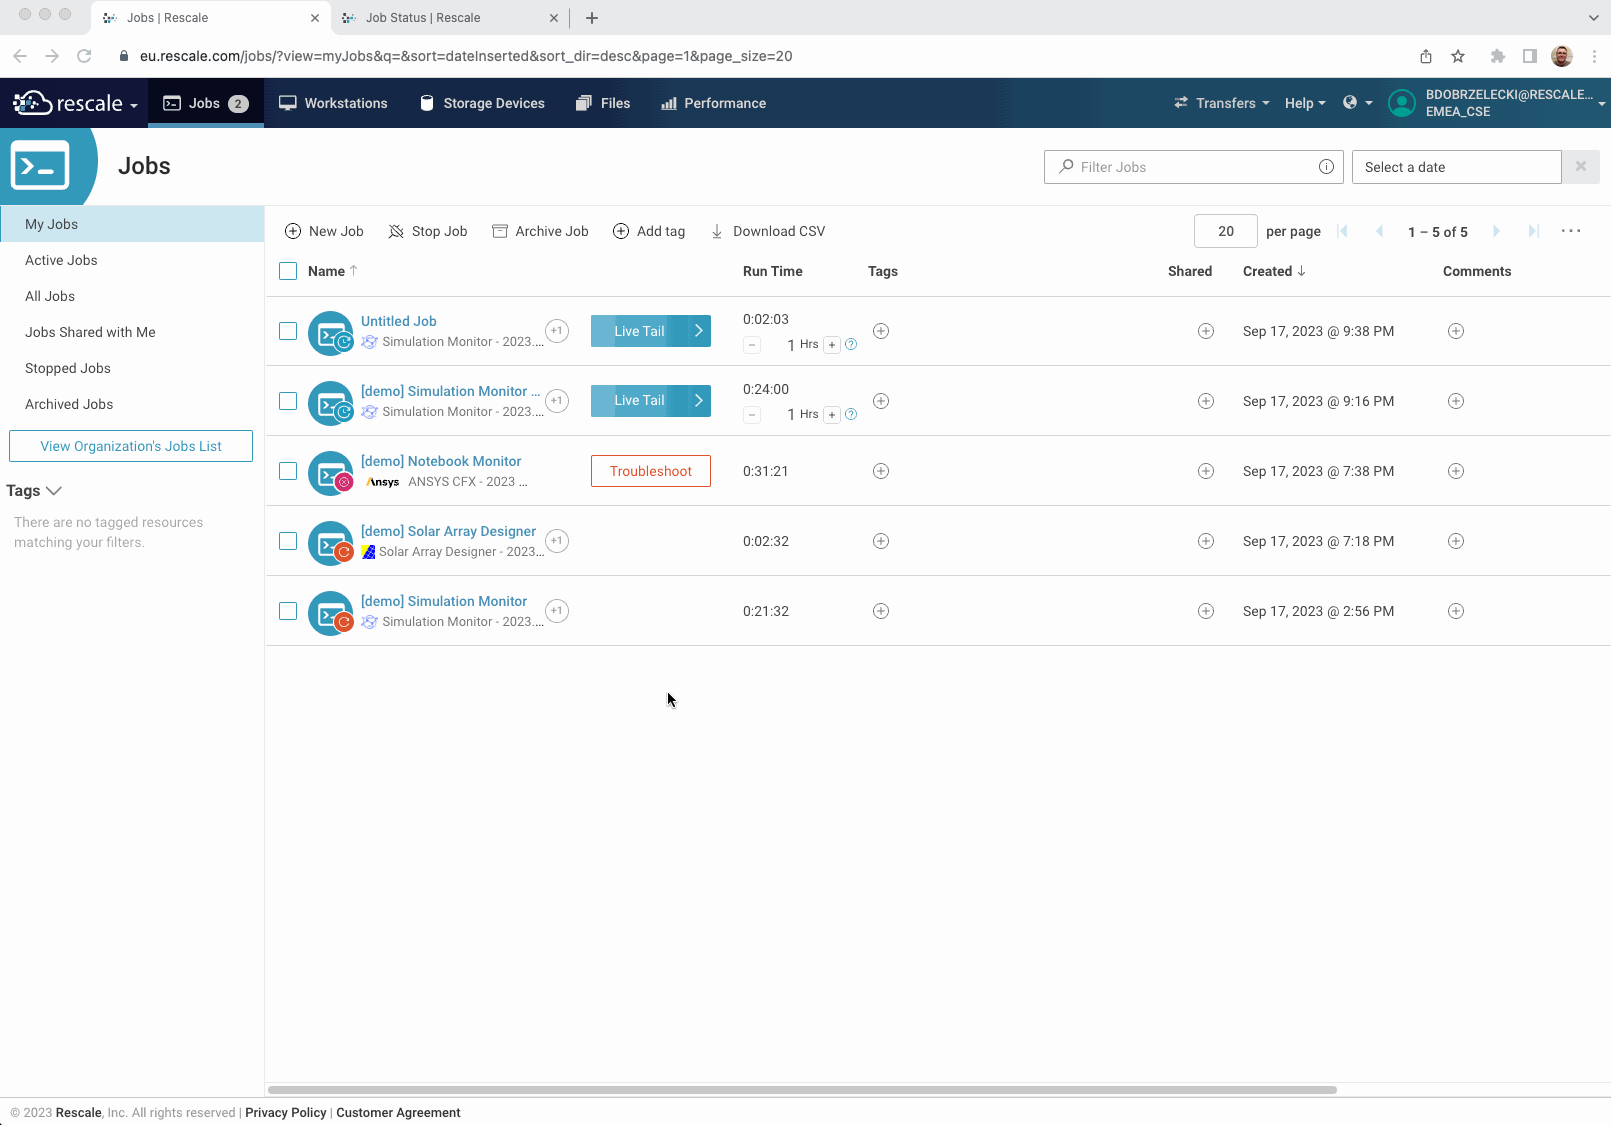 Jobs | Rescale
Job Status | Rescale
eu.rescale.com/jobs/?view=myJobs&q=&sort=dateInserted&sort_dir=desc&page=1&page_size=20
rescale
Jobs 2
Workstations
Storage Devices
Files
Performance
Transfers
Help
BDOBRZELECKI@RESCALE...
EMEA_CSE
Jobs
Filter Jobs
Select a date
My Jobs
Active Jobs
All Jobs
Jobs Shared with Me
Stopped Jobs
Archived Jobs
View Organization's Jobs List
Tags
There are no tagged resources
matching your filters.
New Job
Stop Job
Archive Job
Add tag
Download CSV
20 per page
1 – 5 of 5
Name Run Time Tags Shared Created Comments
Untitled Job
Simulation Monitor - 2023....
+1
Live Tail
0:02:03
1 Hrs
Sep 17, 2023 @ 9:38 PM
[demo] Simulation Monitor ...
Simulation Monitor - 2023....
+1
Live Tail
0:24:00
1 Hrs
Sep 17, 2023 @ 9:16 PM
[demo] Notebook Monitor
Ansys ANSYS CFX - 2023 ...
Troubleshoot
0:31:21
Sep 17, 2023 @ 7:38 PM
[demo] Solar Array Designer
Solar Array Designer - 2023...
+1
0:02:32
Sep 17, 2023 @ 7:18 PM
[demo] Simulation Monitor
Simulation Monitor - 2023....
+1
0:21:32
Sep 17, 2023 @ 2:56 PM
© 2023 Rescale, Inc. All rights reserved | Privacy Policy | Customer Agreement